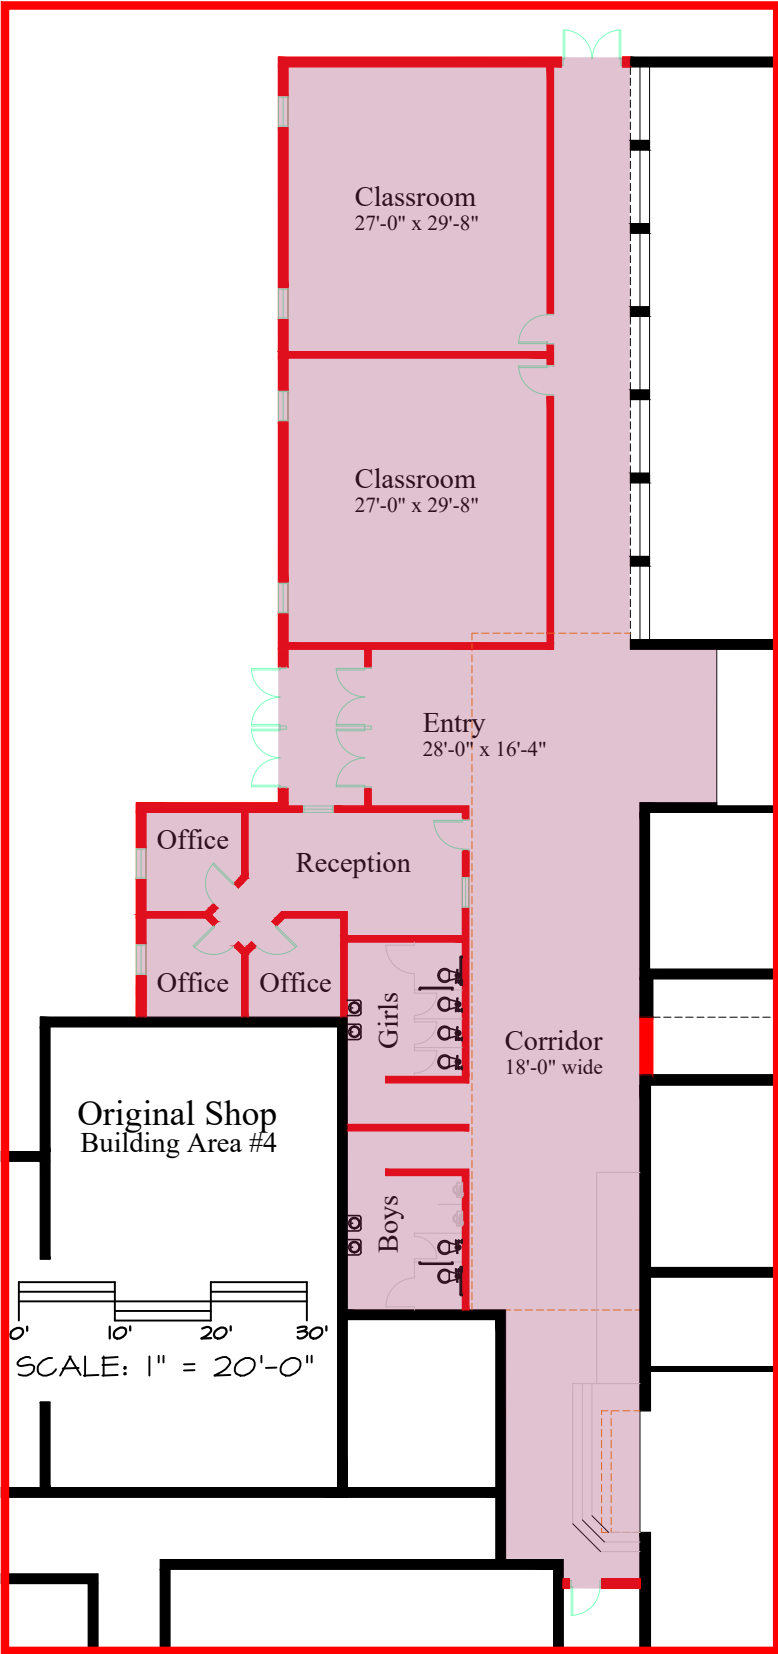 Classroom
27'-0" x 29'-8"
Classroom
27'-0" x 29'-8"
Entry
28'-0" x 16'-4"
Office
Reception
Office
Office
Girls
Corridor
18'-0" wide
Original Shop
Building Area #4
Boys
0' 10' 20' 30'
SCALE: 1" = 20'-0"